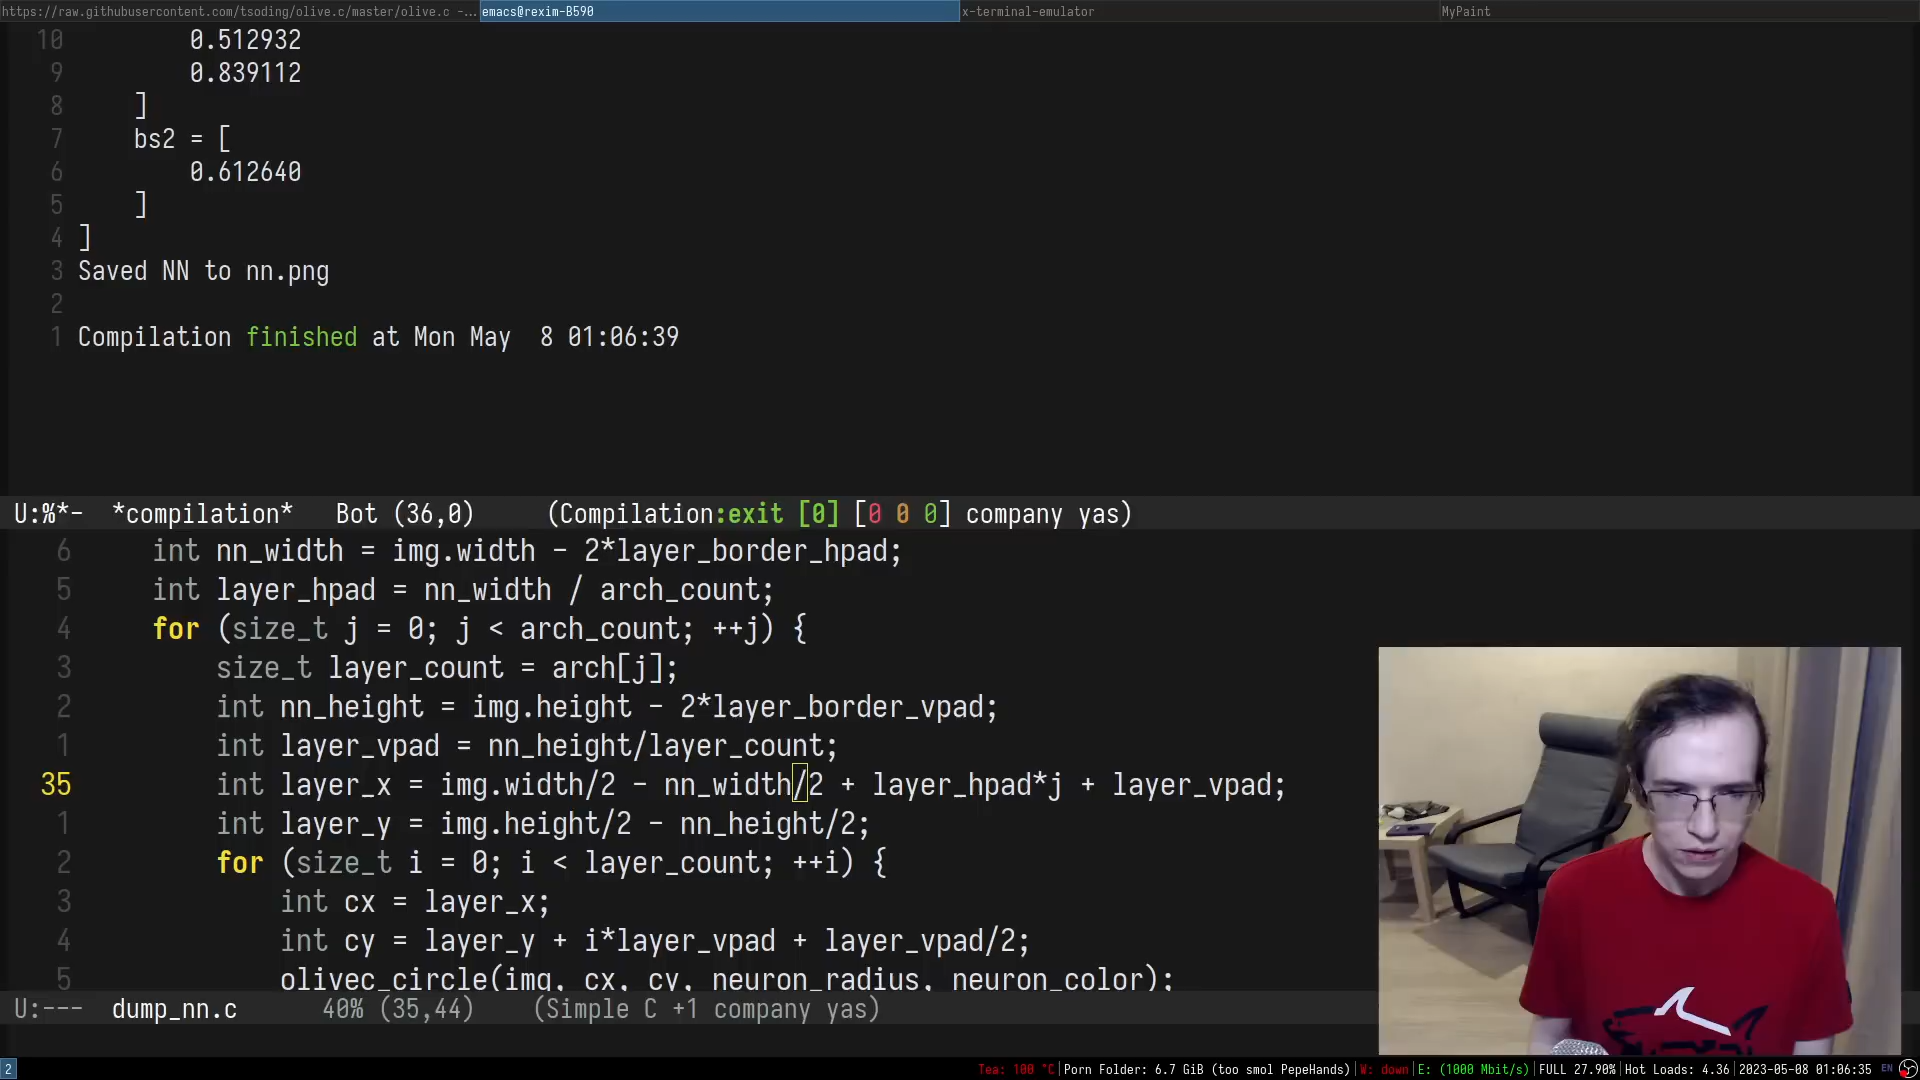 https://raw.githubusercontent.com/tsoding/olive.c/master/olive.c -... emacs@rexim-B590 x-terminal-emulator MyPaint
10 0.512932
9 0.839112
8 ]
7 bs2 = [
6 0.612640
5 ]
4 ]
3 Saved NN to nn.png
2
1 Compilation finished at Mon May  8 01:06:39
U:%*-  *compilation*   Bot (36,0)     (Compilation:exit [0] [0 0 0] company yas)
6 int nn_width = img.width - 2*layer_border_hpad;
5 int layer_hpad = nn_width / arch_count;
4 for (size_t j = 0; j < arch_count; ++j) {
3 size_t layer_count = arch[j];
2 int nn_height = img.height - 2*layer_border_vpad;
1 int layer_vpad = nn_height/layer_count;
35 int layer_x = img.width/2 - nn_width/2 + layer_hpad*j + layer_vpad;
1 int layer_y = img.height/2 - nn_height/2;
2 for (size_t i = 0; i < layer_count; ++i) {
3 int cx = layer_x;
4 int cy = layer_y + i*layer_vpad + layer_vpad/2;
5 olivec_circle(img, cx, cy, neuron_radius, neuron_color);
U:---  dump_nn.c      40% (35,44)    (Simple C +1 company yas)
2 Tea: 100 °C|Porn Folder: 6.7 GiB (too smol PepeHands)|W: down|E: (1000 Mbit/s)|FULL 27.90%|Hot Loads: 4.36|2023-05-08 01:06:35 EN